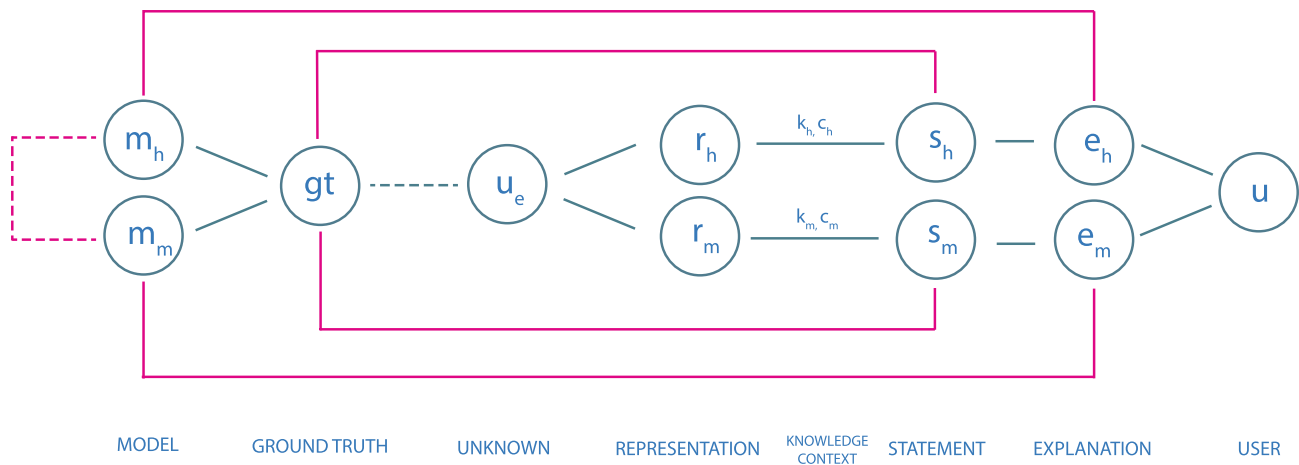 m_h
m_m
gt
u_e
r_h
r_m
k_h, c_h
k_m, c_m
s_h
s_m
e_h
e_m
u
MODEL
GROUND TRUTH
UNKNOWN
REPRESENTATION
KNOWLEDGE
CONTEXT
STATEMENT
EXPLANATION
USER